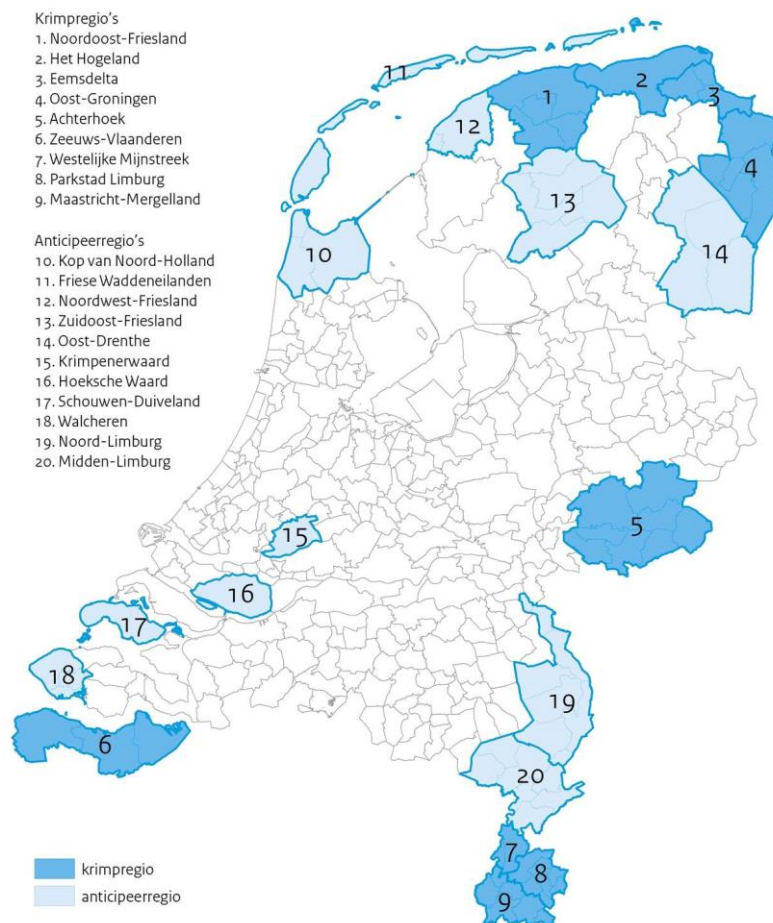 Krimpregio's
1. Noordoost-Friesland
2. Het Hogeland
3. Eemsdelta
4. Oost-Groningen
5. Achterhoek
6. Zeeuws-Vlaanderen
7. Westelijke Mijnstreek
8. Parkstad Limburg
9. Maastricht-Mergelland
Anticipeerregio's
10. Kop van Noord-Holland
11. Friese Waddeneilanden
12. Noordwest-Friesland
13. Zuidoost-Friesland
14. Oost-Drenthe
15. Krimpenerwaard
16. Hoeksche Waard
17. Schouwen-Duiveland
18. Walcheren
19. Noord-Limburg
20. Midden-Limburg
11
1
2
3
12
4
13
14
10
5
15
16
17
18
19
6
20
7
8
9
krimpregio
anticipeerregio